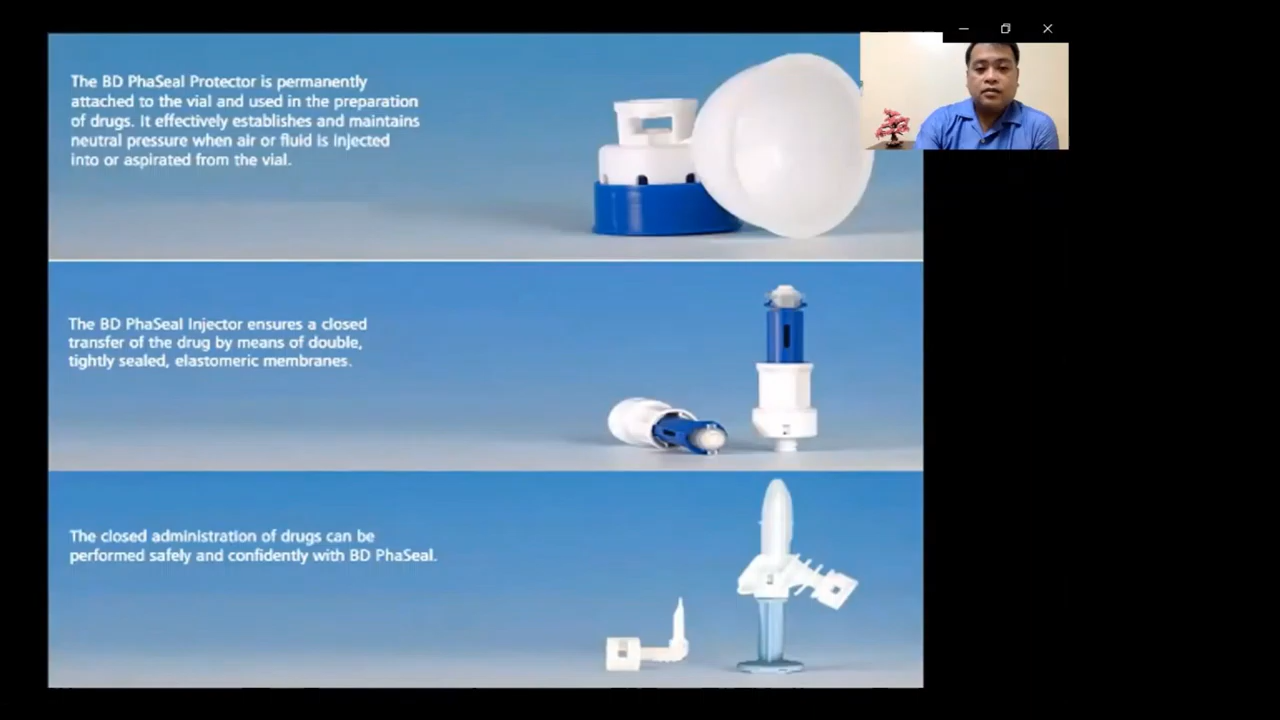 The BD PhaSeal Protector is permanently
attached to the vial and used in the preparation
of drugs. It effectively establishes and maintains
neutral pressure when air or fluid is injected
into or aspirated from the vial.
The BD PhaSeal Injector ensures a closed
transfer of the drug by means of double,
tightly sealed, elastomeric membranes.
The closed administration of drugs can be
performed safely and confidently with BD PhaSeal.